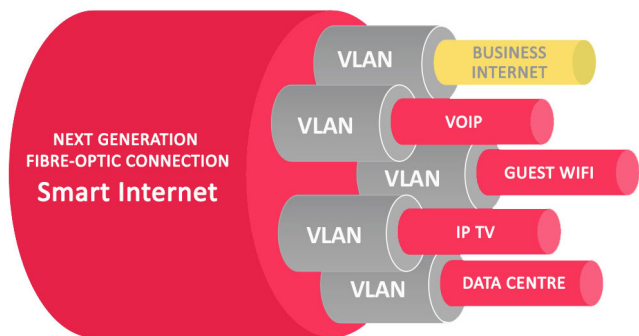 NEXT GENERATION
FIBRE-OPTIC CONNECTION
Smart Internet
VLAN
BUSINESS
INTERNET
VLAN
VOIP
VLAN
GUEST WIFI
VLAN
IP TV
VLAN
DATA CENTRE